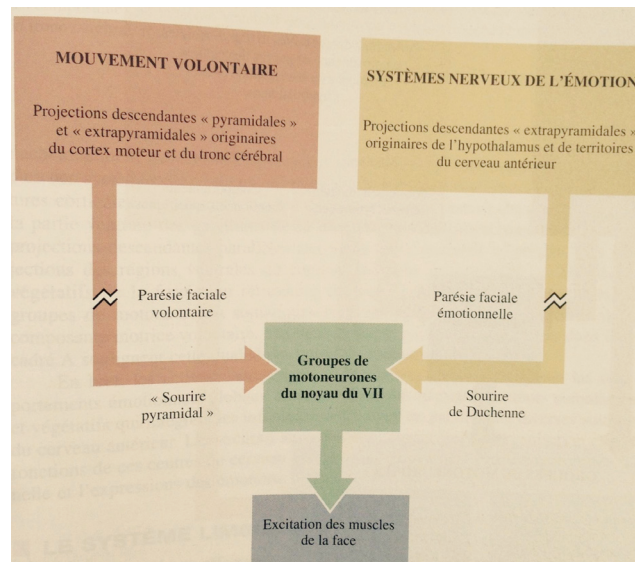 MOUVEMENT VOLONTAIRE
Projections descendantes « pyramidales »
et « extrapyramidales » originaires
du cortex moteur et du tronc cérébral
SYSTÈMES NERVEUX DE L'ÉMOTION
Projections descendantes « extrapyramidales »
originaires de l'hypothalamus et de territoires
du cerveau antérieur
Parésie faciale
volontaire
Parésie faciale
émotionnelle
Groupes de
motoneurones
du noyau du VII
« Sourire
pyramidal »
Sourire
de Duchenne
Excitation des muscles
de la face